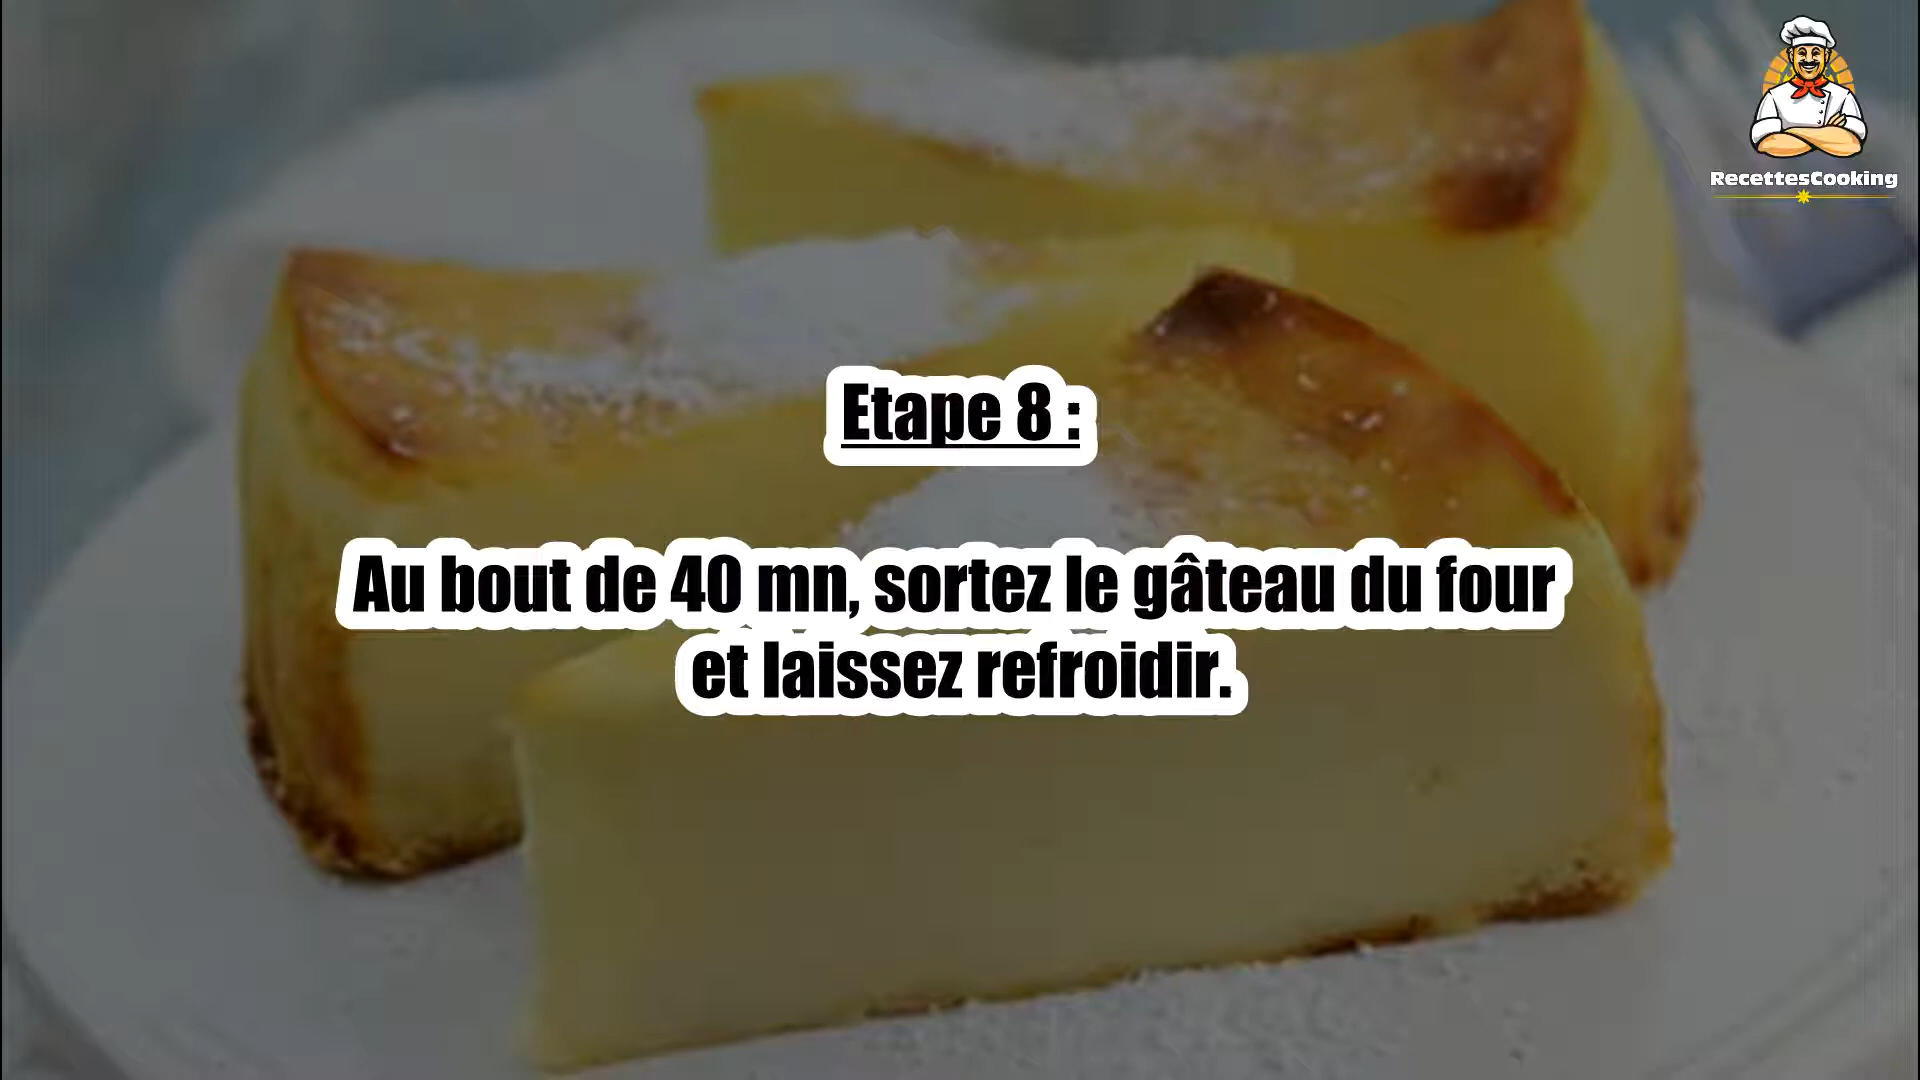 RecettesCooking
Etape 8 :
Au bout de 40 mn, sortez le gâteau du four
et laissez refroidir.